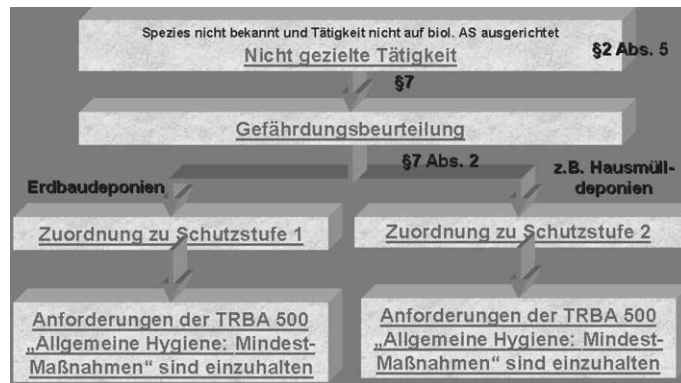 Spezies nicht bekannt und Tätigkeit nicht auf biol. AS ausgerichtet
Nicht gezielte Tätigkeit
§2 Abs. 5
§7
Gefährdungsbeurteilung
§7 Abs. 2
Erdbaudeponien
z.B. Hausmüll-
deponien
Zuordnung zu Schutzstufe 1
Zuordnung zu Schutzstufe 2
Anforderungen der TRBA 500
„Allgemeine Hygiene: Mindest-
Maßnahmen“ sind einzuhalten
Anforderungen der TRBA 500
„Allgemeine Hygiene: Mindest-
Maßnahmen“ sind einzuhalten